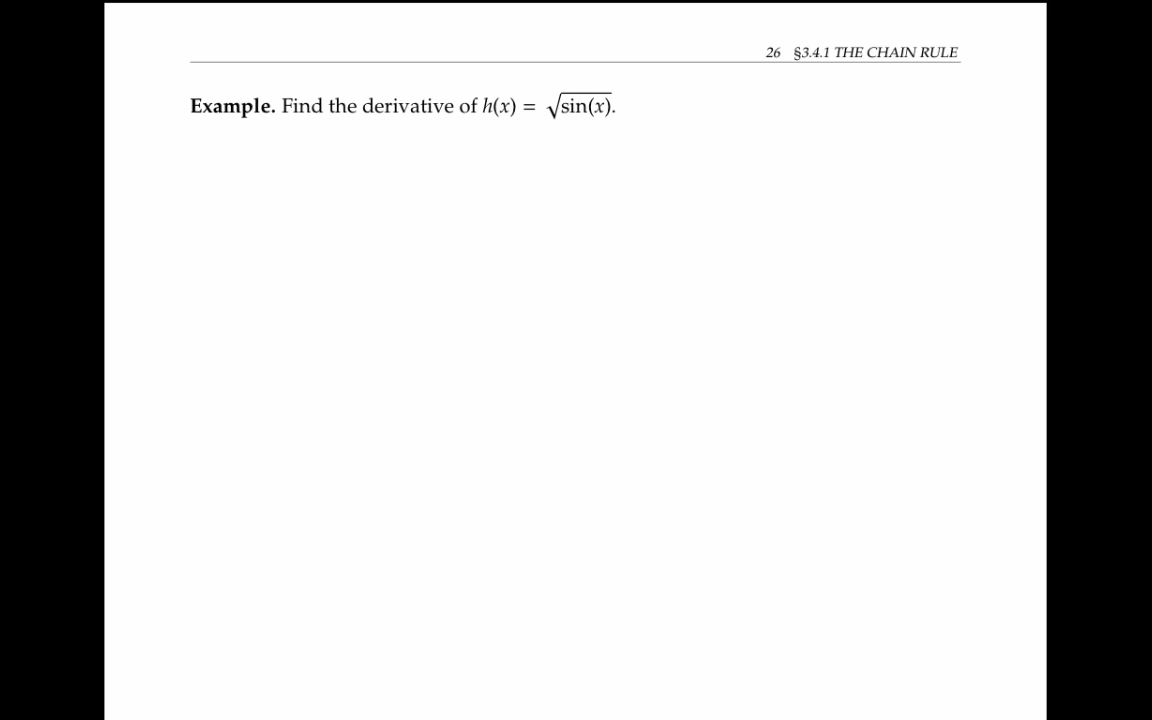 26 §3.4.1 THE CHAIN RULE
Example. Find the derivative of h(x) = √sin(x).